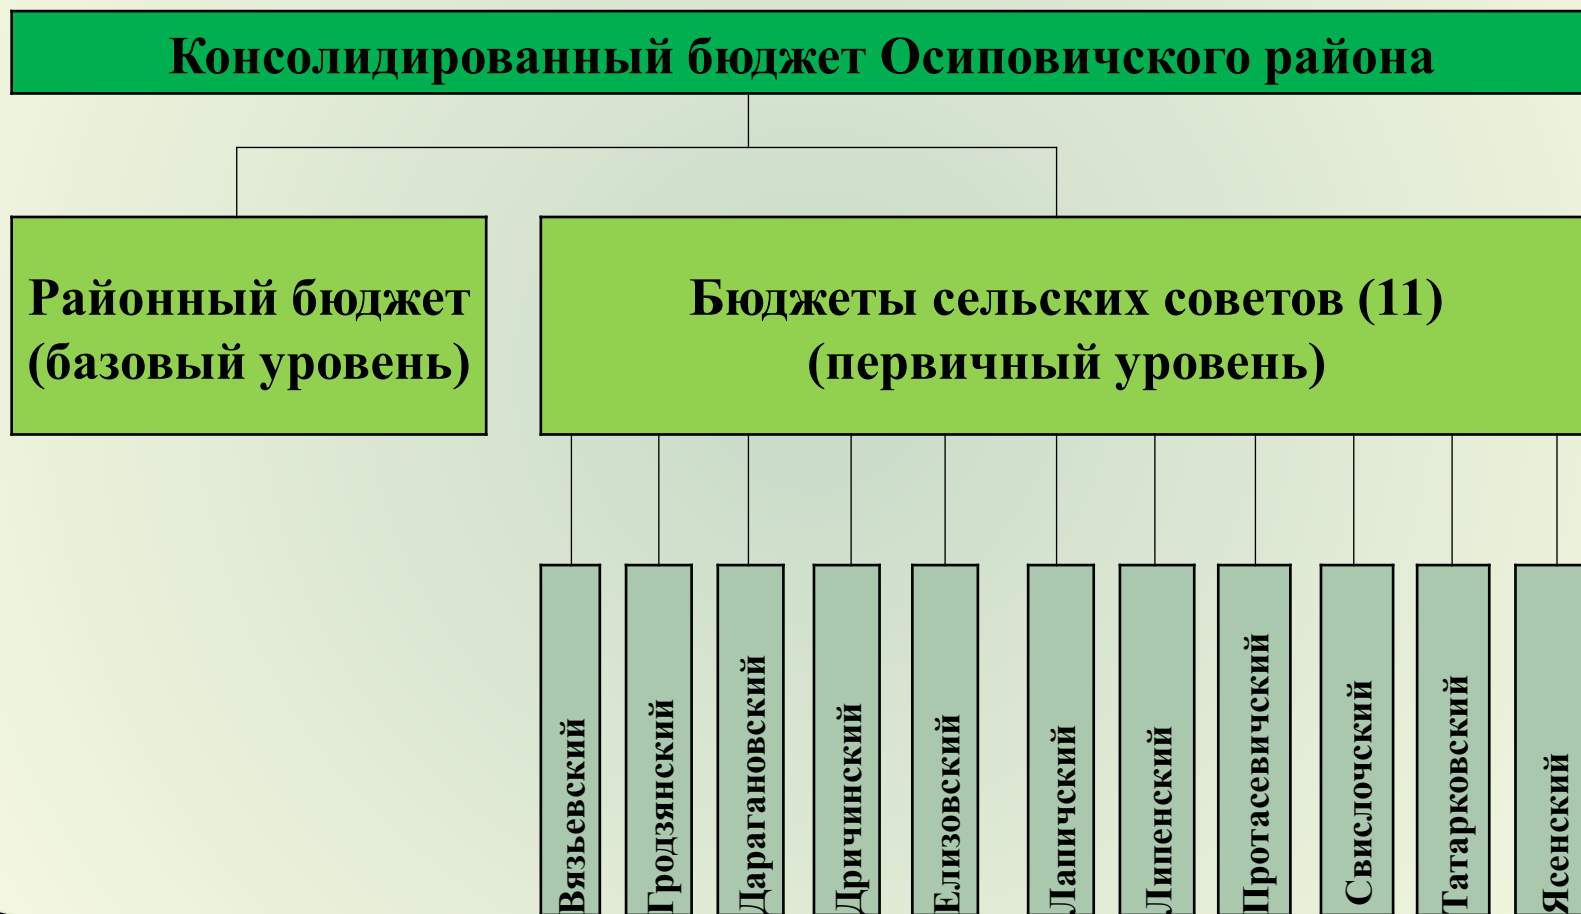 Консолидированный бюджет Осиповичского района
Районный бюджет
(базовый уровень)
Бюджеты сельских советов (11)
(первичный уровень)
Вязьевский
Гродзянский
Дарагановский
Дричинский
Елизовский
Лапичский
Липенский
Протасевичский
Свислочский
Татарковский
Ясенский